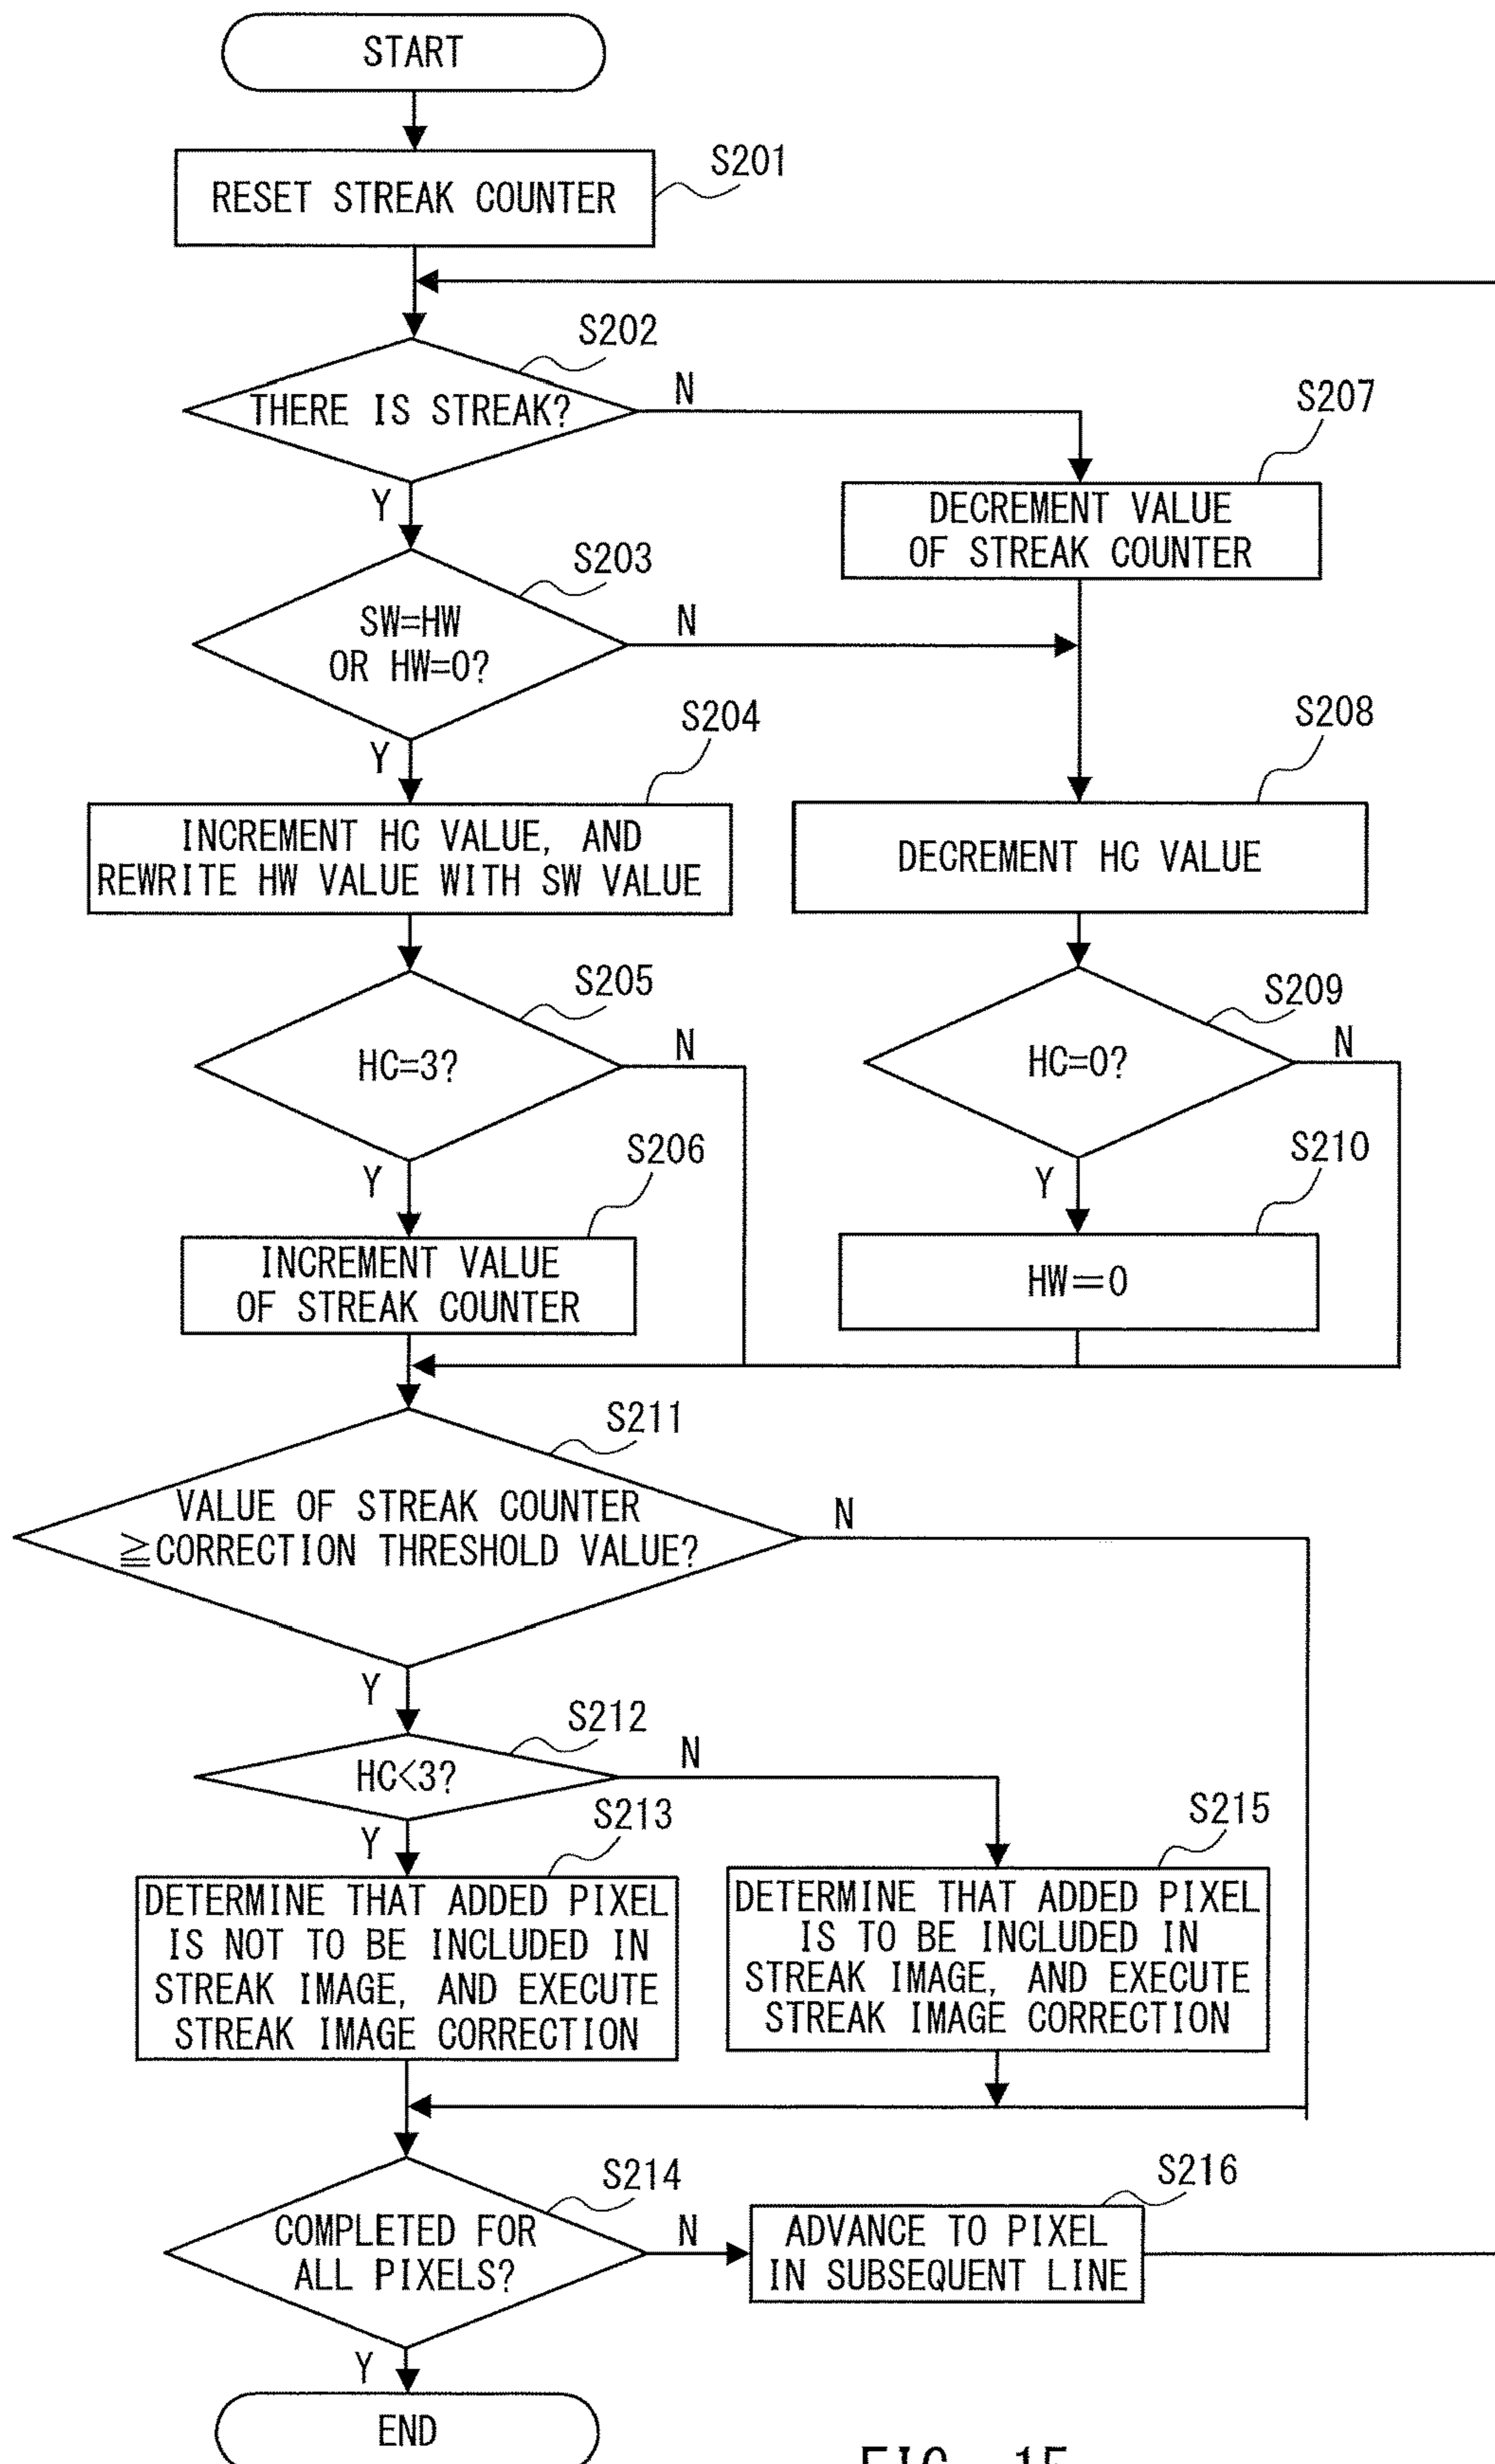 START
S201
RESET STREAK COUNTER
S202
THERE IS STREAK?
N
Y
S207
DECREMENT VALUE
OF STREAK COUNTER
S203
SW=HW
OR HW=0?
N
Y
S204
INCREMENT HC VALUE, AND
REWRITE HW VALUE WITH SW VALUE
S208
DECREMENT HC VALUE
S205
HC=3?
N
Y
S209
HC=0?
N
Y
S206
INCREMENT VALUE
OF STREAK COUNTER
S210
HW=0
S211
VALUE OF STREAK COUNTER
≧CORRECTION THRESHOLD VALUE?
N
Y
S212
HC<3?
N
Y
S213
DETERMINE THAT ADDED PIXEL
IS NOT TO BE INCLUDED IN
STREAK IMAGE, AND EXECUTE
STREAK IMAGE CORRECTION
S215
DETERMINE THAT ADDED PIXEL
IS TO BE INCLUDED IN
STREAK IMAGE, AND EXECUTE
STREAK IMAGE CORRECTION
S214
COMPLETED FOR
ALL PIXELS?
N
Y
S216
ADVANCE TO PIXEL
IN SUBSEQUENT LINE
END
FIG. 15